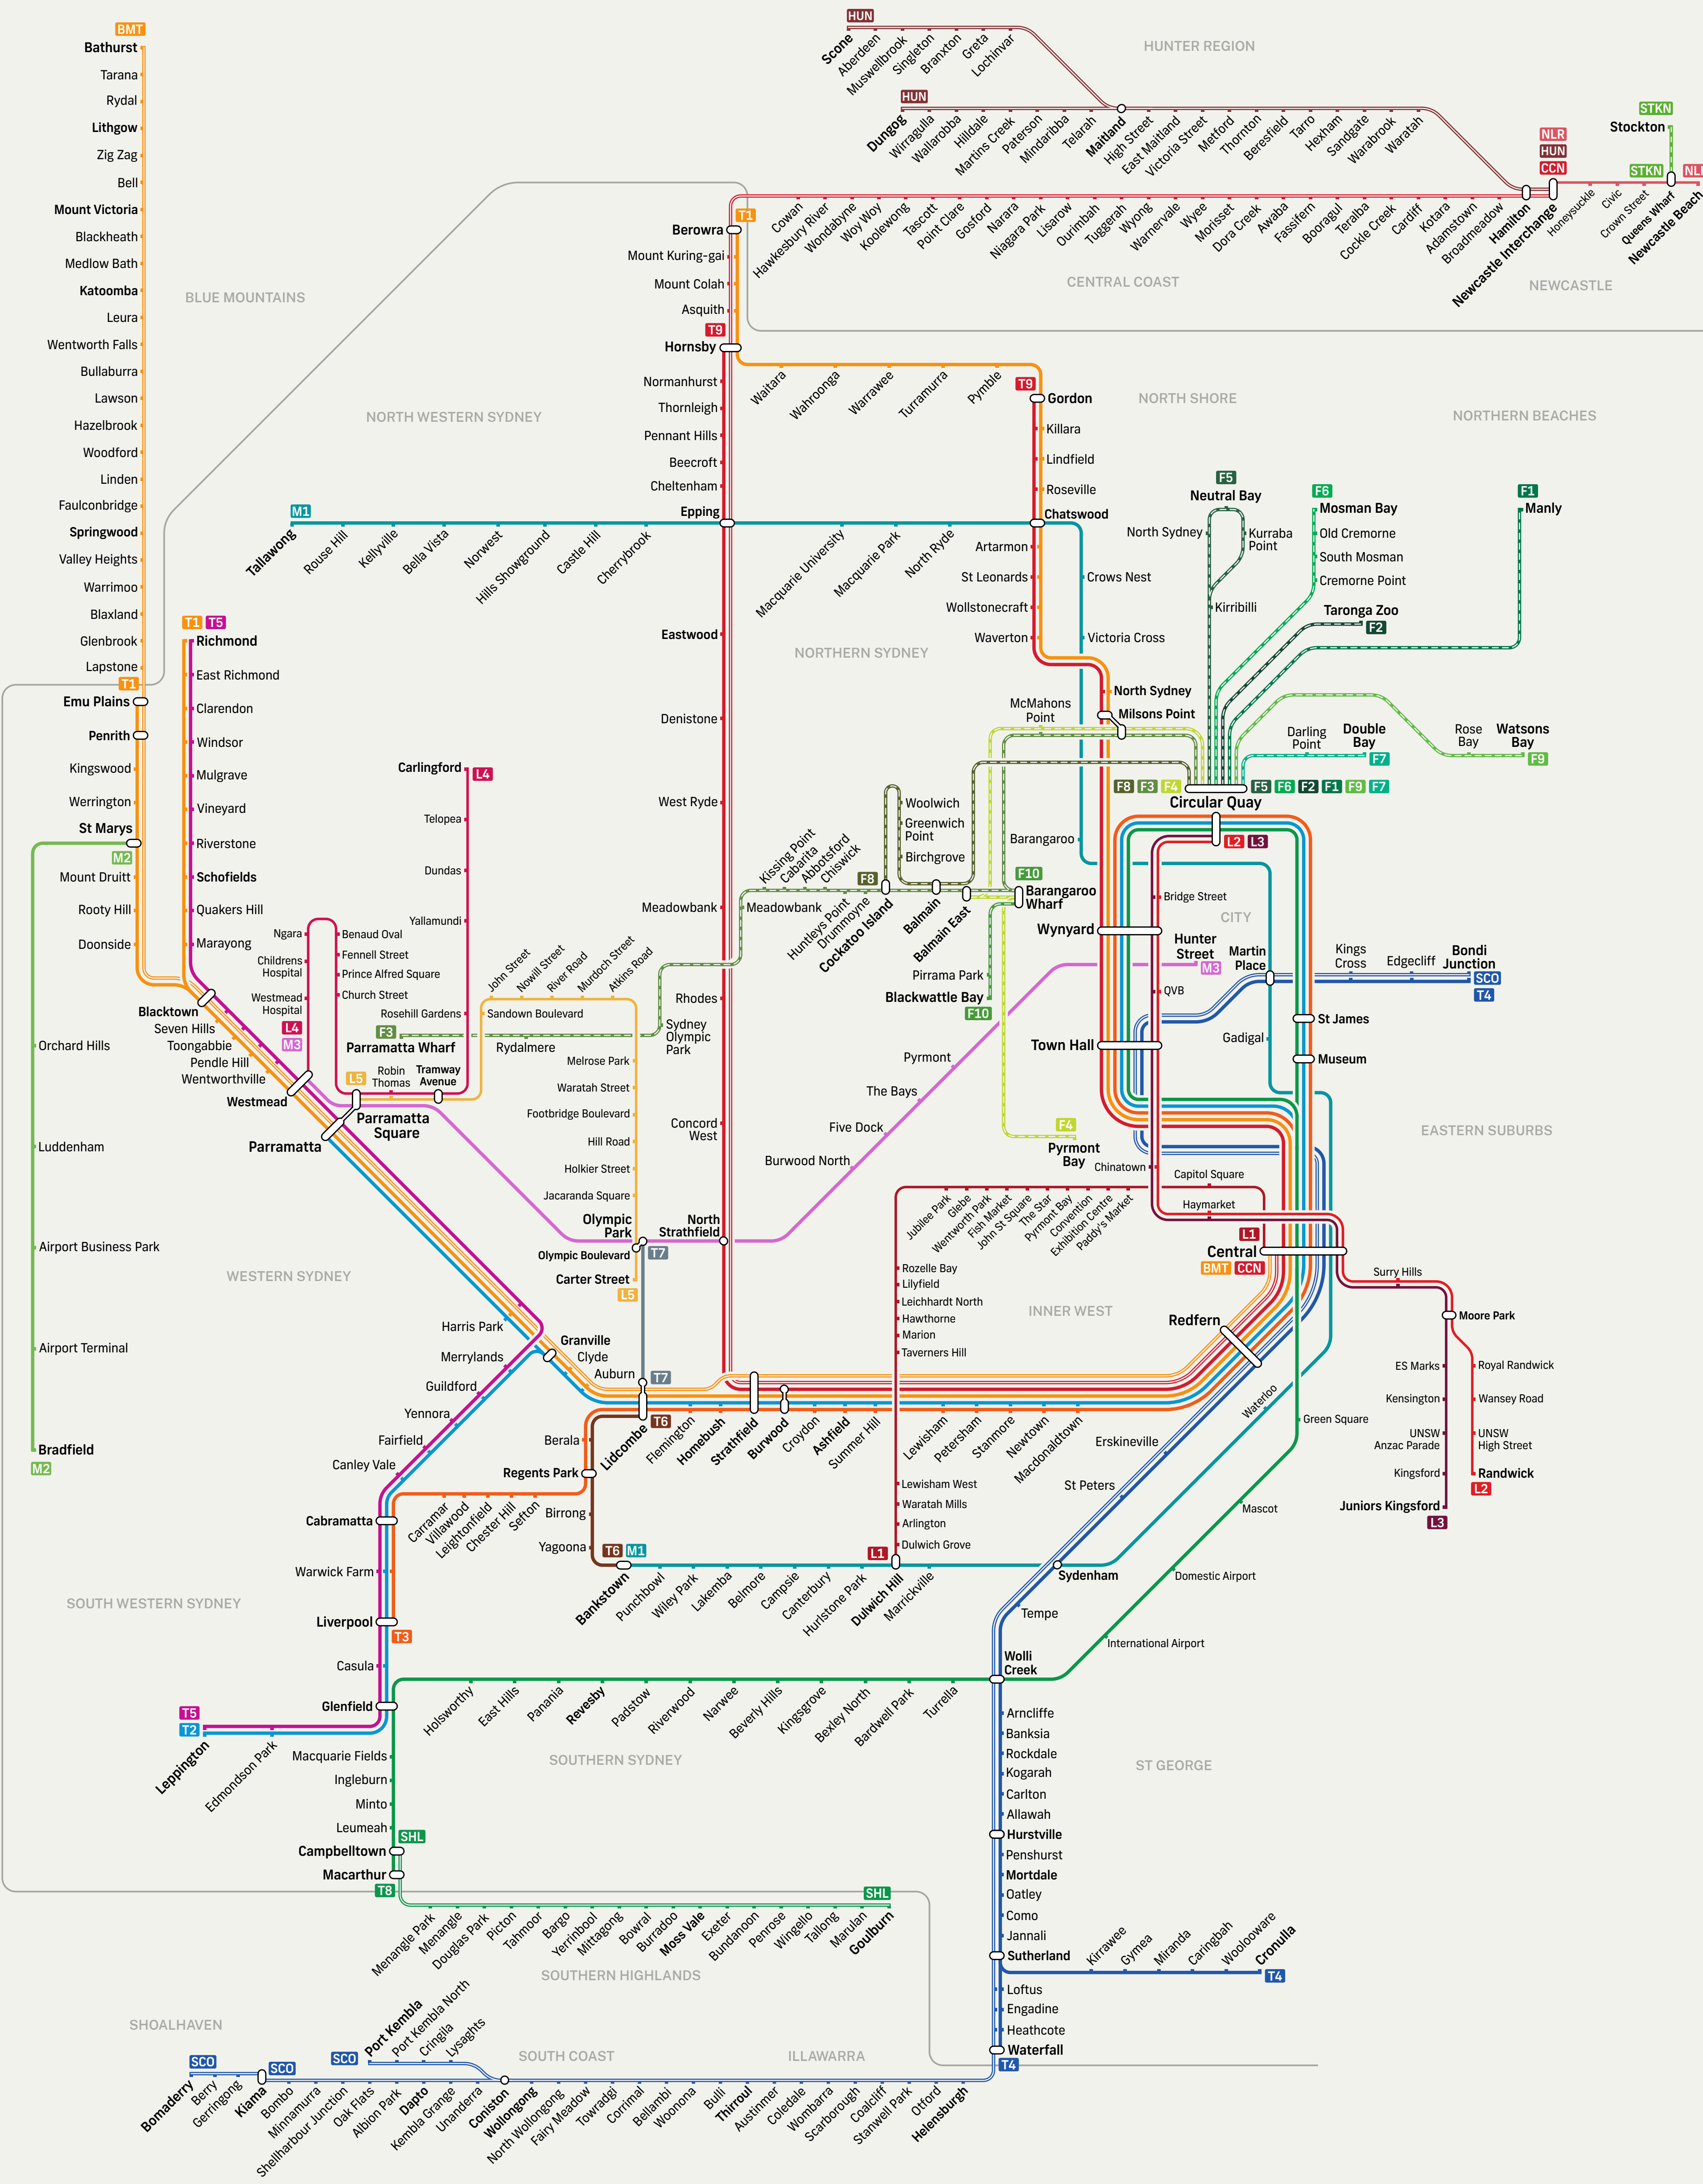 HUN
Scone
Aberdeen
Muswellbrook
Singleton
Branxton
Greta
Lochinvar
HUNTER REGION
HUN
Dungog
Wirragulla
Wallarobba
Hilldale
Martins Creek
Paterson
Mindaribba
Telarah
Maitland
High Street
East Maitland
Victoria Street
Metford
Thornton
Beresfield
Tarro
Hexham
Sandgate
Warabrook
Waratah
STKN
Stockton
NLR
HUN
CCN
STKN
NLR
Honeysuckle
Civic
Crown Street
Queens Wharf
Newcastle Beach
BMT
Bathurst
Tarana
Rydal
Lithgow
Zig Zag
Bell
Mount Victoria
Blackheath
Medlow Bath
Katoomba
Leura
Wentworth Falls
Bullaburra
Lawson
Hazelbrook
Woodford
Linden
Faulconbridge
Springwood
Valley Heights
Warrimoo
Blaxland
Glenbrook
Lapstone
T1
Emu Plains
Penrith
Kingswood
Werrington
St Marys
M2
Mount Druitt
Rooty Hill
Doonside
BLUE MOUNTAINS
T1
Berowra
Mount Kuring-gai
Mount Colah
Asquith
T9
Hornsby
Cowan
Hawkesbury River
Wondabyne
Woy Woy
Koolewong
Tascott
Point Clare
Gosford
Narara
Niagara Park
Lisarow
Ourimbah
Tuggerah
Wyong
Warnervale
Wyee
Morisset
Dora Creek
Awaba
Fassifern
Booragul
Teralba
Cockle Creek
Cardiff
Kotara
Adamstown
Broadmeadow
Hamilton
Newcastle Interchange
CENTRAL COAST
NEWCASTLE
Normanhurst
Thornleigh
Pennant Hills
Beecroft
Cheltenham
Epping
Waitara
Wahroonga
Warrawee
Turramurra
Pymble
T9
Gordon
Killara
Lindfield
Roseville
Chatswood
Artarmon
St Leonards
Wollstonecraft
Waverton
NORTH SHORE
NORTHERN BEACHES
NORTH WESTERN SYDNEY
M1
Tallawong
Rouse Hill
Kellyville
Bella Vista
Norwest
Hills Showground
Castle Hill
Cherrybrook
Macquarie University
Macquarie Park
North Ryde
Crows Nest
Victoria Cross
F5
Neutral Bay
North Sydney
Kurraba
Point
Kirribilli
F6
Mosman Bay
Old Cremorne
South Mosman
Cremorne Point
Taronga Zoo
F2
F1
Manly
T1 T5
Richmond
East Richmond
Clarendon
Windsor
Mulgrave
Vineyard
Riverstone
Schofields
Quakers Hill
Marayong
Eastwood
Denistone
West Ryde
Meadowbank
Rhodes
Concord
West
NORTHERN SYDNEY
North Sydney
McMahons
Point
Milsons Point
Darling
Point
Double
Bay
F7
Rose
Bay
Watsons
Bay
F9
F8 F3 F4 F5 F6 F2 F1 F9 F7
Circular Quay
L2 L3
Carlingford
L4
Telopea
Dundas
Yallamundi
Rosehill Gardens
Barangaroo
Kissing Point
Cabarita
Abbotsford
Chiswick
Meadowbank
Huntleys Point
Drummoyne
F8
Cockatoo Island
Woolwich
Greenwich
Point
Birchgrove
Balmain
Balmain East
F10
Barangaroo
Wharf
Pirrama Park
Blackwattle Bay
F10
Bridge Street
CITY
Wynyard
Hunter
Street
M3
Martin
Place
Kings
Cross
Edgecliff
Bondi
Junction
SCO
T4
QVB
Town Hall
Gadigal
St James
Museum
Ngara
Childrens
Hospital
Westmead
Hospital
L4
M3
Benaud Oval
Fennell Street
Prince Alfred Square
Church Street
F3
Parramatta Wharf
Rydalmere
Sydney
Olympic
Park
John Street
Nowill Street
River Road
Murdoch Street
Atkins Road
Sandown Boulevard
Melrose Park
Waratah Street
Footbridge Boulevard
Hill Road
Holkier Street
Jacaranda Square
Olympic
Park
Olympic Boulevard
T7
Carter Street
L5
L5
Robin
Thomas
Tramway
Avenue
Parramatta
Square
Blacktown
Seven Hills
Toongabbie
Pendle Hill
Wentworthville
Westmead
Parramatta
Orchard Hills
Luddenham
Airport Business Park
Airport Terminal
Bradfield
M2
WESTERN SYDNEY
North
Strathfield
Pyrmont
The Bays
Five Dock
Burwood North
F4
Pyrmont
Bay
Chinatown
Capitol Square
Haymarket
EASTERN SUBURBS
Jubilee Park
Glebe
Wentworth Park
Fish Market
John St Square
The Star
Pyrmont Bay
Convention
Exhibition Centre
Paddy's Market
L1
Central
BMT CCN
Surry Hills
Moore Park
Rozelle Bay
Lilyfield
Leichhardt North
Hawthorne
Marion
Taverners Hill
INNER WEST
Redfern
ES Marks
Kensington
UNSW
Anzac Parade
Kingsford
Juniors Kingsford
L3
Royal Randwick
Wansey Road
UNSW
High Street
Randwick
L2
Harris Park
Merrylands
Guildford
Yennora
Fairfield
Canley Vale
Granville
Clyde
Auburn
T7
T6
Lidcombe
Flemington
Homebush
Strathfield
Burwood
Croydon
Ashfield
Summer Hill
Lewisham
Petersham
Stanmore
Newtown
Macdonaldtown
Waterloo
Green Square
Erskineville
St Peters
Mascot
Domestic Airport
International Airport
Berala
Regents Park
Birrong
Yagoona
T6 M1
Carramar
Villawood
Leightonfield
Chester Hill
Sefton
Lewisham West
Waratah Mills
Arlington
Dulwich Grove
L1
Bankstown
Punchbowl
Wiley Park
Lakemba
Belmore
Campsie
Canterbury
Hurlstone Park
Dulwich Hill
Marrickville
Sydenham
Tempe
Cabramatta
Warwick Farm
Liverpool
T3
Casula
Glenfield
SOUTH WESTERN SYDNEY
T5
T2
Leppington
Edmondson Park
Holsworthy
East Hills
Panania
Revesby
Padstow
Riverwood
Narwee
Beverly Hills
Kingsgrove
Bexley North
Bardwell Park
Turrella
Wolli
Creek
Macquarie Fields
Ingleburn
Minto
Leumeah
SHL
Campbelltown
Macarthur
T8
SOUTHERN SYDNEY
ST GEORGE
Arncliffe
Banksia
Rockdale
Kogarah
Carlton
Allawah
Hurstville
Penshurst
Mortdale
Oatley
Como
Jannali
Sutherland
Kirrawee
Gymea
Miranda
Caringbah
Woolooware
Cronulla
T4
Loftus
Engadine
Heathcote
Waterfall
T4
SHL
Menangle Park
Menangle
Douglas Park
Picton
Tahmoor
Bargo
Yerrinbool
Mittagong
Bowral
Burradoo
Moss Vale
Exeter
Bundanoon
Penrose
Wingello
Tallong
Marulan
Goulburn
SOUTHERN HIGHLANDS
SHOALHAVEN
SOUTH COAST
ILLAWARRA
SCO
SCO
SCO
Port Kembla
Port Kembla North
Cringila
Lysaghts
Bomaderry
Berry
Gerringong
Kiama
Bombo
Minnamurra
Shellharbour Junction
Oak Flats
Albion Park
Dapto
Kembla Grange
Unanderra
Coniston
Wollongong
North Wollongong
Fairy Meadow
Towradgi
Corrimal
Bellambi
Woonona
Bulli
Thirroul
Austinmer
Coledale
Wombarra
Scarborough
Coalcliff
Stanwell Park
Otford
Helensburgh